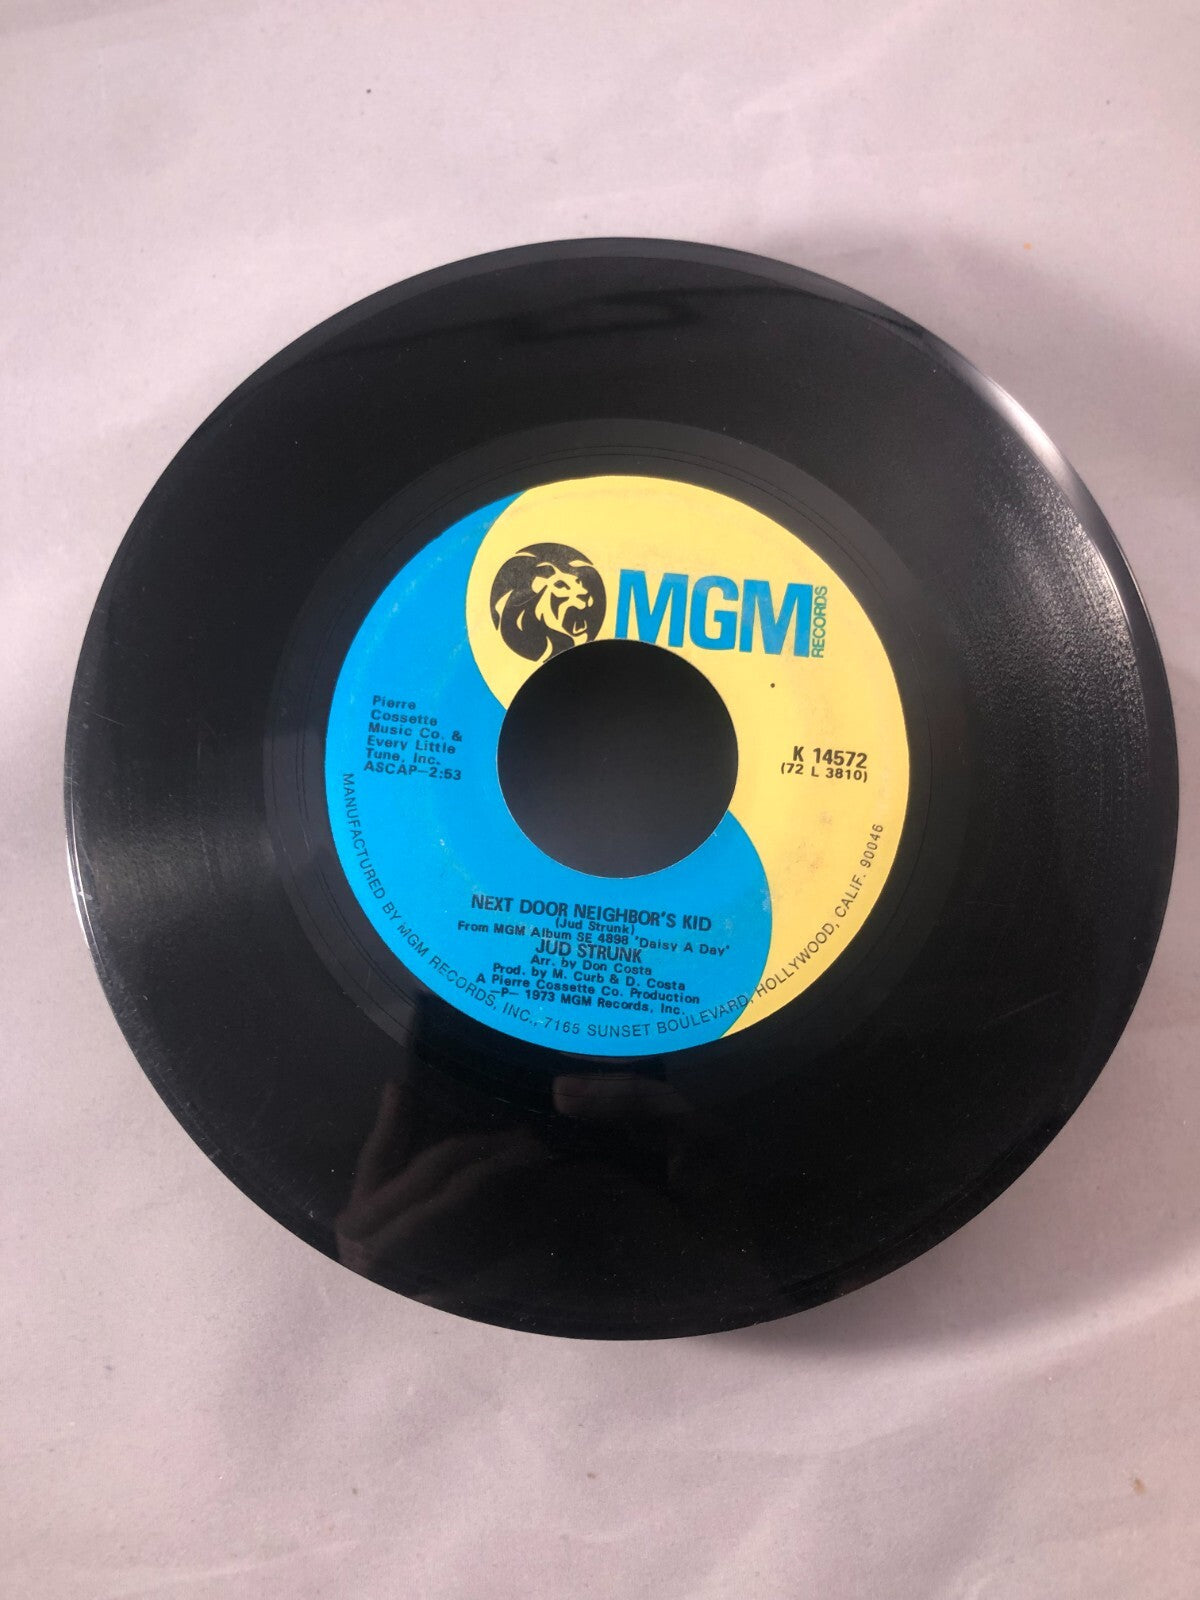 MGM RECORDS
Pierre
Cossette
Music Co. &
Every Little
Tune, Inc.
ASCAP-2:53
K 14572
(72 L 3810)
NEXT DOOR NEIGHBOR'S KID
(Jud Strunk)
From MGM Album SE 4898 'Daisy A Day'
JUD STRUNK
Arr. by Don Costa
Prod. by M. Curb & D. Costa
A Pierre Cossette Co. Production
-P- 1973 MGM Records, Inc.
MANUFACTURED BY MGM RECORDS, INC., 7165 SUNSET BOULEVARD, HOLLYWOOD, CALIF. 90046